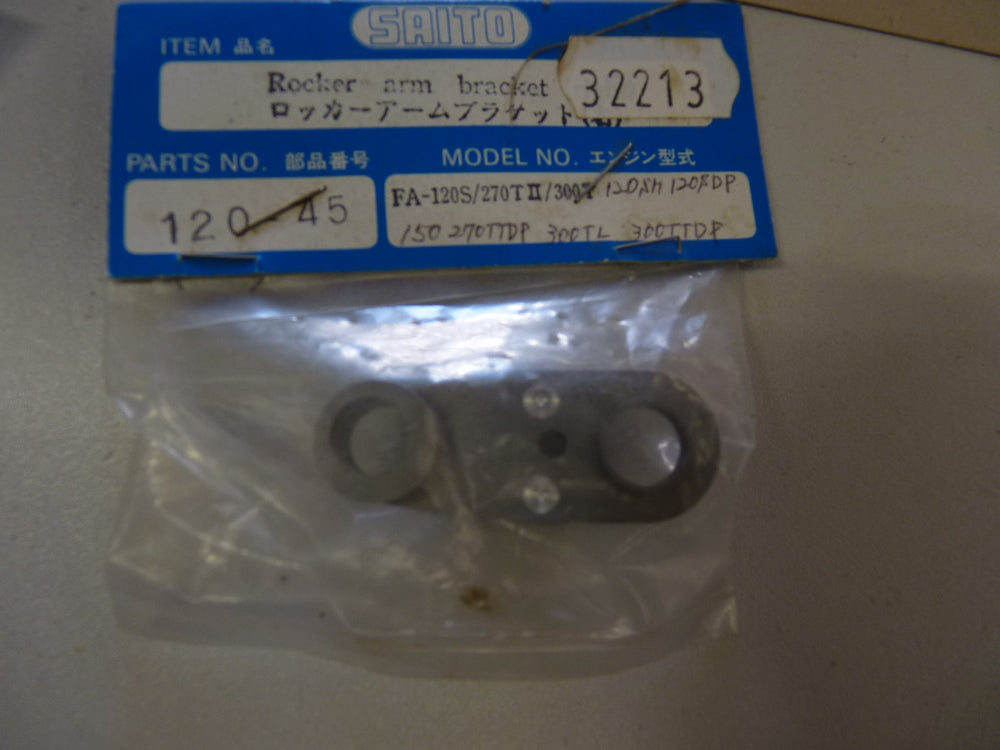 SAITO
ITEM 品名
Rocker arm bracket
ロッカーアームブラケット
32213
PARTS NO. 部品番号
120-45
MODEL NO. エンジン型式
FA-120S/270TⅡ/300T
120SDP
150 270TTDP 300TL 300TTDP